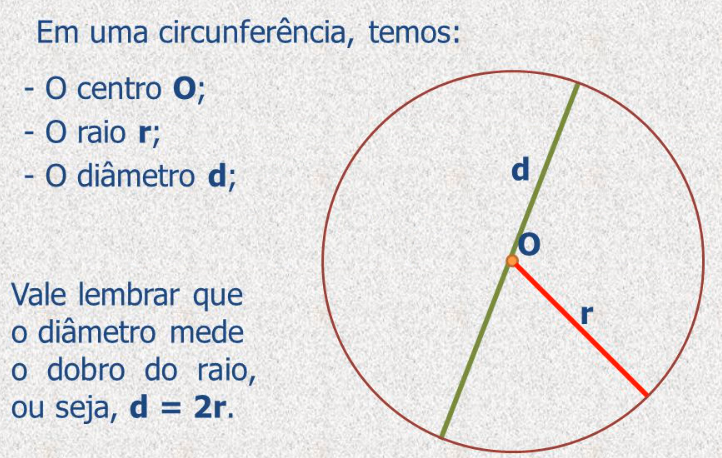 Em uma circunferência, temos:
- O centro O;
- O raio r;
- O diâmetro d;
d
O
r
Vale lembrar que
o diâmetro mede
o dobro do raio,
ou seja, d = 2r.